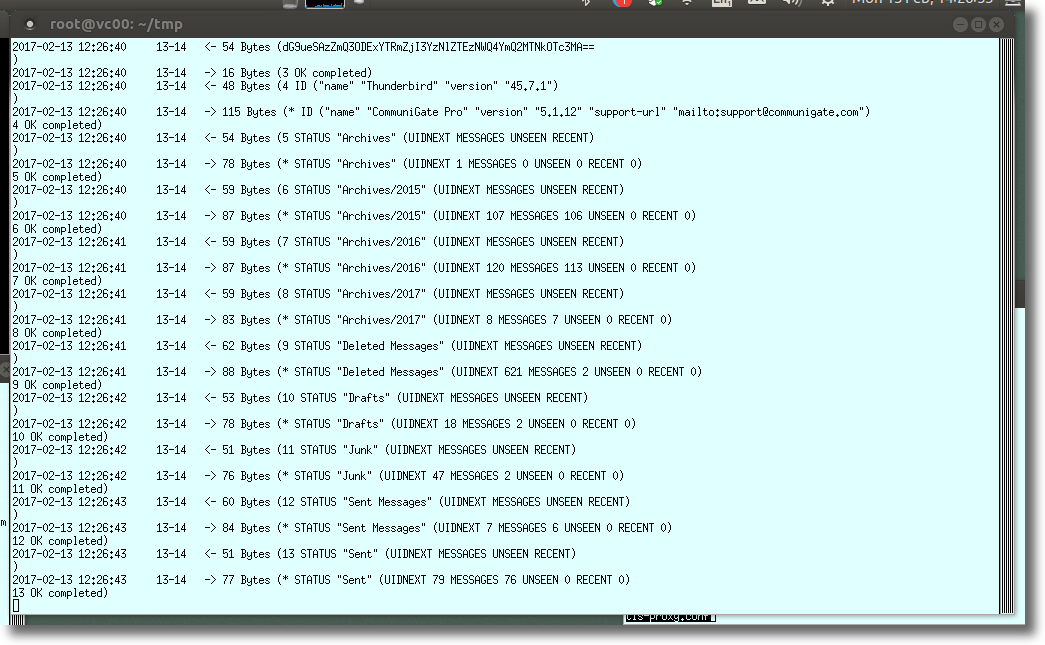 Mon 13 Feb, 14:26:53
root@vc00: ~/tmp
2017-02-13 12:26:40 13-14 <- 54 Bytes (dG9ueSAzZmQ3ODExYTRmZjI3YzNlZTEzNWQ4YmQ2MTNkOTc3MA==
)
2017-02-13 12:26:40 13-14 -> 16 Bytes (3 OK completed)
2017-02-13 12:26:40 13-14 <- 48 Bytes (4 ID ("name" "Thunderbird" "version" "45.7.1")
)
2017-02-13 12:26:40 13-14 -> 115 Bytes (* ID ("name" "CommuniGate Pro" "version" "5.1.12" "support-url" "mailto:support@communigate.com")
4 OK completed)
2017-02-13 12:26:40 13-14 <- 54 Bytes (5 STATUS "Archives" (UIDNEXT MESSAGES UNSEEN RECENT)
)
2017-02-13 12:26:40 13-14 -> 78 Bytes (* STATUS "Archives" (UIDNEXT 1 MESSAGES 0 UNSEEN 0 RECENT 0)
5 OK completed)
2017-02-13 12:26:40 13-14 <- 59 Bytes (6 STATUS "Archives/2015" (UIDNEXT MESSAGES UNSEEN RECENT)
)
2017-02-13 12:26:40 13-14 -> 87 Bytes (* STATUS "Archives/2015" (UIDNEXT 107 MESSAGES 106 UNSEEN 0 RECENT 0)
6 OK completed)
2017-02-13 12:26:41 13-14 <- 59 Bytes (7 STATUS "Archives/2016" (UIDNEXT MESSAGES UNSEEN RECENT)
)
2017-02-13 12:26:41 13-14 -> 87 Bytes (* STATUS "Archives/2016" (UIDNEXT 120 MESSAGES 113 UNSEEN 0 RECENT 0)
7 OK completed)
2017-02-13 12:26:41 13-14 <- 59 Bytes (8 STATUS "Archives/2017" (UIDNEXT MESSAGES UNSEEN RECENT)
)
2017-02-13 12:26:41 13-14 -> 83 Bytes (* STATUS "Archives/2017" (UIDNEXT 8 MESSAGES 7 UNSEEN 0 RECENT 0)
8 OK completed)
2017-02-13 12:26:41 13-14 <- 62 Bytes (9 STATUS "Deleted Messages" (UIDNEXT MESSAGES UNSEEN RECENT)
)
2017-02-13 12:26:41 13-14 -> 88 Bytes (* STATUS "Deleted Messages" (UIDNEXT 621 MESSAGES 2 UNSEEN 0 RECENT 0)
9 OK completed)
2017-02-13 12:26:42 13-14 <- 53 Bytes (10 STATUS "Drafts" (UIDNEXT MESSAGES UNSEEN RECENT)
)
2017-02-13 12:26:42 13-14 -> 78 Bytes (* STATUS "Drafts" (UIDNEXT 18 MESSAGES 2 UNSEEN 0 RECENT 0)
10 OK completed)
2017-02-13 12:26:42 13-14 <- 51 Bytes (11 STATUS "Junk" (UIDNEXT MESSAGES UNSEEN RECENT)
)
2017-02-13 12:26:42 13-14 -> 76 Bytes (* STATUS "Junk" (UIDNEXT 47 MESSAGES 2 UNSEEN 0 RECENT 0)
11 OK completed)
2017-02-13 12:26:43 13-14 <- 60 Bytes (12 STATUS "Sent Messages" (UIDNEXT MESSAGES UNSEEN RECENT)
)
2017-02-13 12:26:43 13-14 -> 84 Bytes (* STATUS "Sent Messages" (UIDNEXT 7 MESSAGES 6 UNSEEN 0 RECENT 0)
12 OK completed)
2017-02-13 12:26:43 13-14 <- 51 Bytes (13 STATUS "Sent" (UIDNEXT MESSAGES UNSEEN RECENT)
)
2017-02-13 12:26:43 13-14 -> 77 Bytes (* STATUS "Sent" (UIDNEXT 79 MESSAGES 76 UNSEEN 0 RECENT 0)
13 OK completed)
m